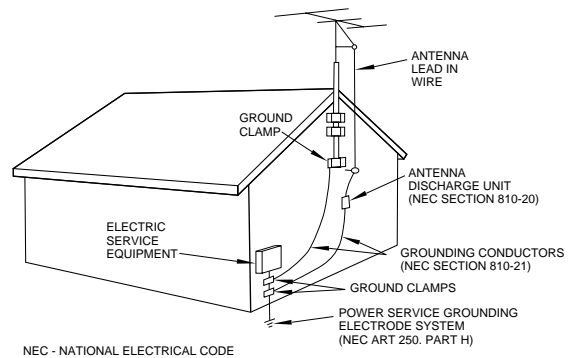 ANTENNA
LEAD IN
WIRE
GROUND
CLAMP
ANTENNA
DISCHARGE UNIT
(NEC SECTION 810-20)
ELECTRIC
SERVICE
EQUIPMENT
GROUNDING CONDUCTORS
(NEC SECTION 810-21)
GROUND CLAMPS
POWER SERVICE GROUNDING
ELECTRODE SYSTEM
(NEC ART 250. PART H)
NEC - NATIONAL ELECTRICAL CODE